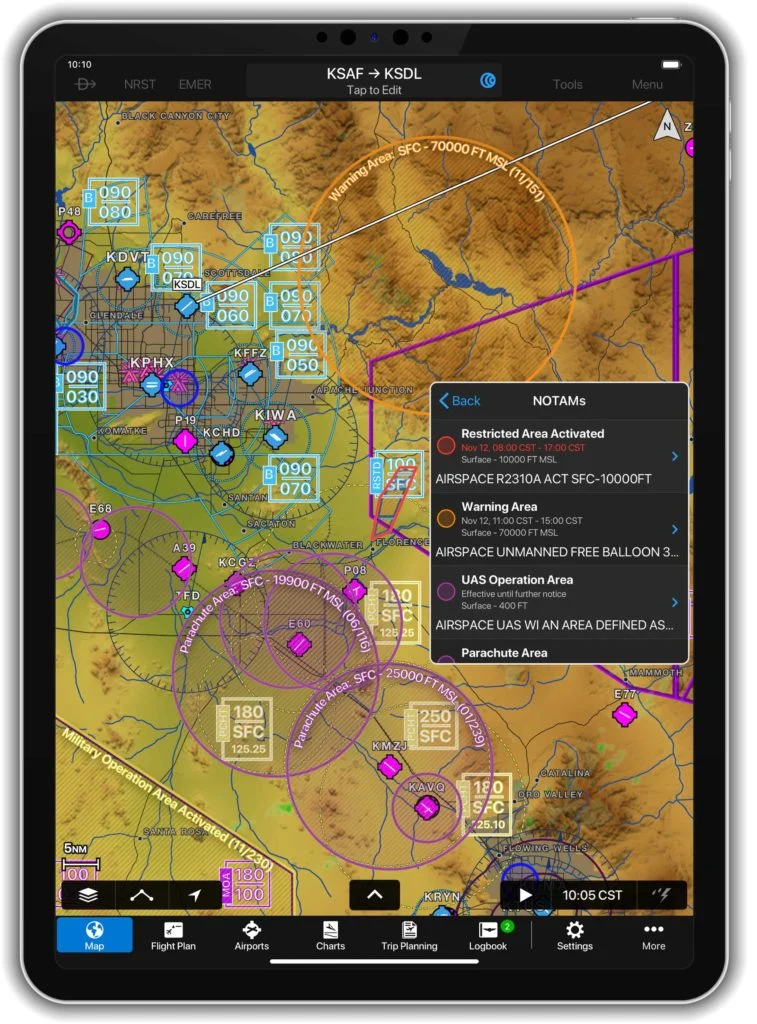 10:10
NRST
EMER
KSAF → KSDL
Tap to Edit
Tools
Menu
BLACK CANYON CITY
N
Warning Area: SFC - 70000 FT MSL (11/151)
B
090
080
P48
CAREFREE
B
090
KDVT
B
090
070
SCOTTSDALE
KSDL
B
090
060
B
090
070
GLENDALE
B
090
050
KFFZ
KPHX
090
030
APACHE JUNCTION
P19
KIWA
KOMATKE
KCHD
B
090
070
RSTD
100
SFC
SANTAN
SACATON
E68
BLACKWATER
FLORENCE
A39
P08
Parachute Area: SFC - 19900 FT MSL (06/116)
PCHT
180
SFC
125.25
E60
Parachute Area: SFC - 25000 FT MSL (01/239)
PCHT
180
SFC
125.25
PCHT
250
SFC
KMZJ
KAVQ
PCHT
180
SFC
125.10
MAMMOTH
E77
CATALINA
ORO VALLEY
Military Operation Area Activated (11/230)
SANTA ROSA
FLOWING WELLS
MOA
180
100
KRYN
Back
NOTAMs
Restricted Area Activated
Nov 12, 08:00 CST - 17:00 CST
Surface - 10000 FT MSL
AIRSPACE R2310A ACT SFC-10000FT
Warning Area
Nov 12, 11:00 CST - 15:00 CST
Surface - 70000 FT MSL
AIRSPACE UNMANNED FREE BALLOON 3...
UAS Operation Area
Effective until further notice
Surface - 400 FT
AIRSPACE UAS WI AN AREA DEFINED AS...
Parachute Area
5NM
10:05 CST
Map
Flight Plan
Airports
Charts
Trip Planning
Logbook
2
Settings
More